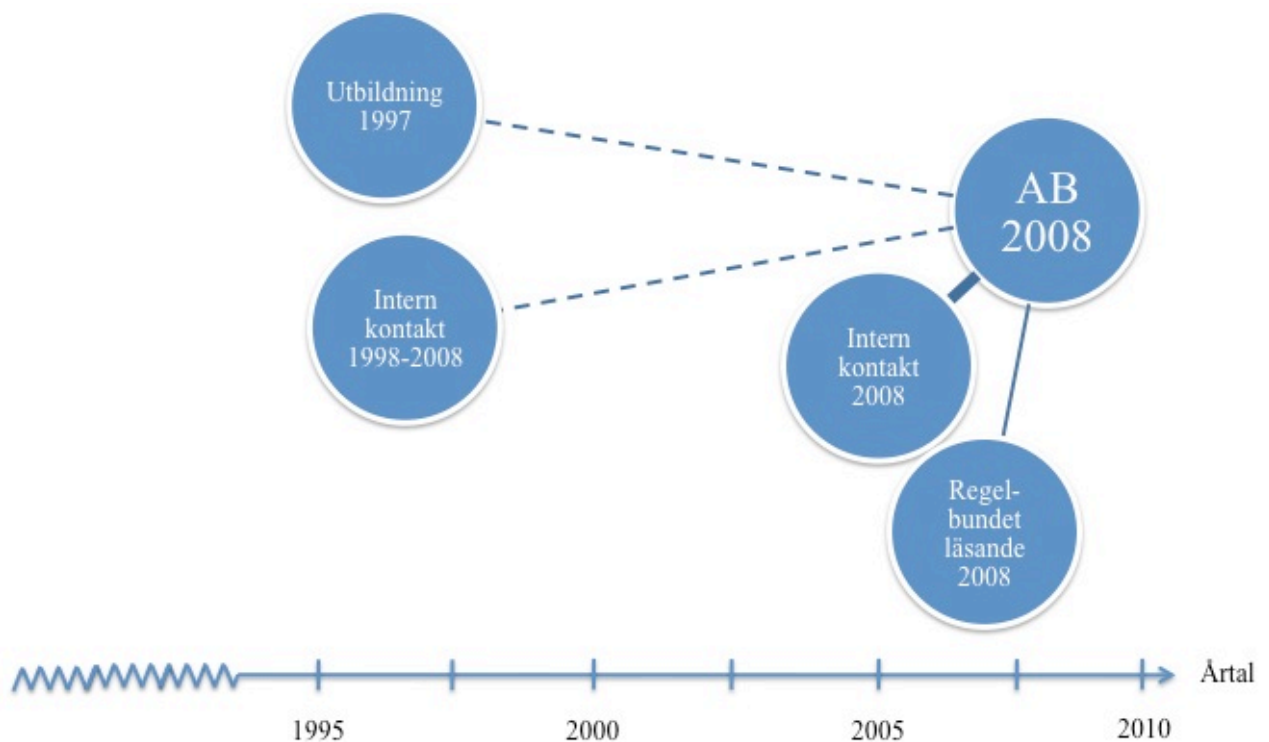 Utbildning
1997
AB
2008
Intern
kontakt
1998-2008
Intern
kontakt
2008
Regel-
bundet
läsande
2008
Årtal
1995
2000
2005
2010